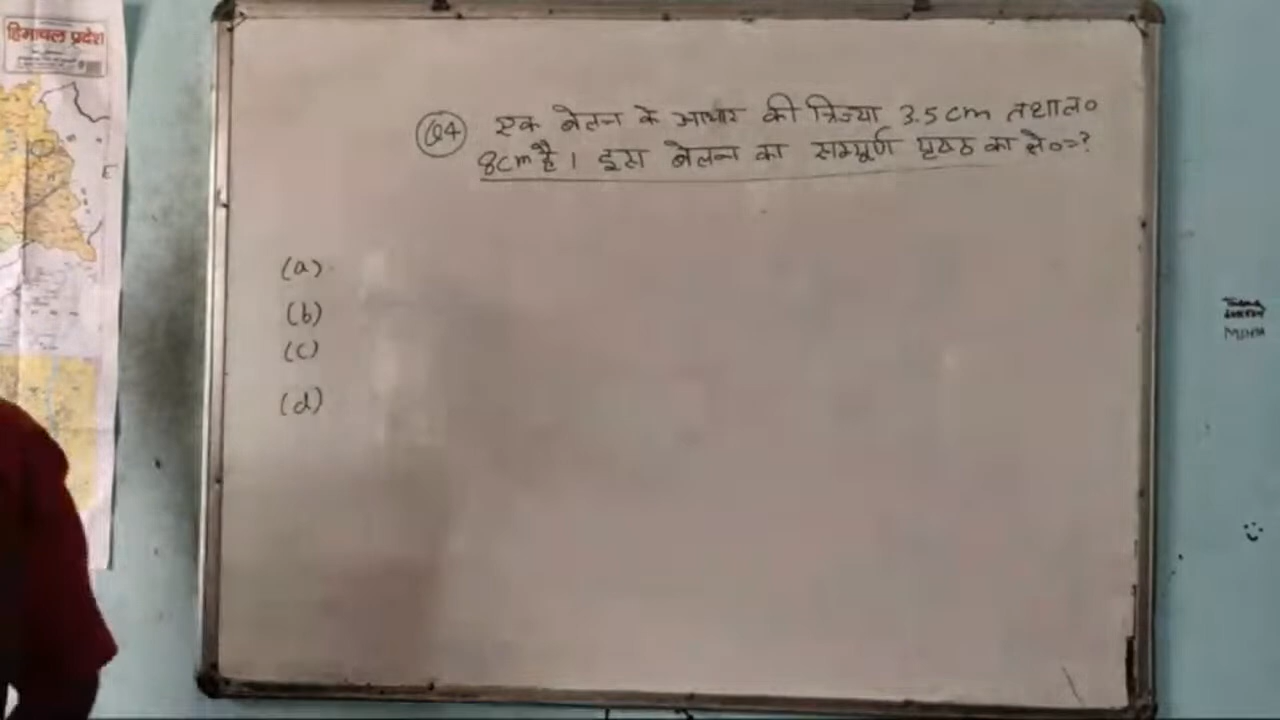 हिमाचल प्रदेश
Q4 एक बेलन के आधार की त्रिज्या 3.5 cm तथा ल०
8cm है। इस बेलन का सम्पूर्ण पृष्ठ का क्षे०=?
(a)
(b)
(c)
(d)